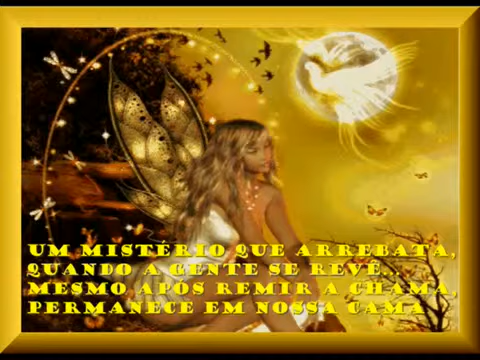 UM MISTÉRIO QUE ARREBATA,
QUANDO A GENTE SE REVÊ...
MESMO APÓS REMIR A CHAMA,
PERMANECE EM NOSSA CAMA